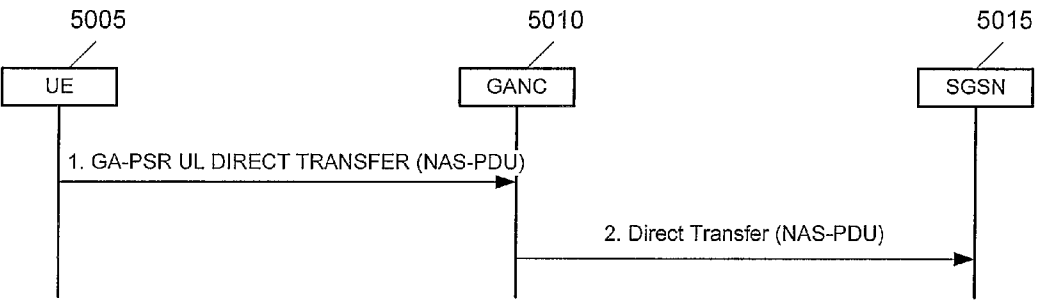 5005 5010 5015
UE GANC SGSN
1. GA-PSR UL DIRECT TRANSFER (NAS-PDU)
2. Direct Transfer (NAS-PDU)